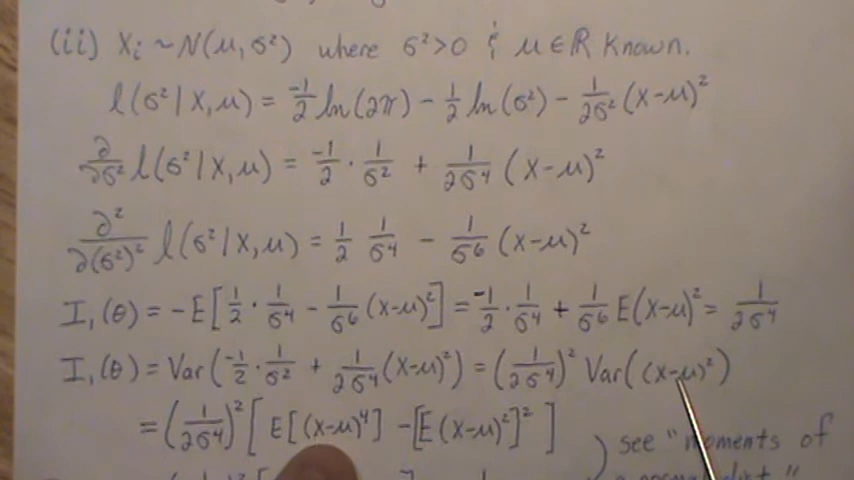 (ii) Xᵢ ~ N(μ, σ²) where σ²>0 & μ∈ℝ known.
l(σ²|X,μ) = -1/2 ln(2π) - 1/2 ln(σ²) - 1/2σ² (X-μ)²
∂/∂σ² l(σ²|X,μ) = -1/2 · 1/σ² + 1/2σ⁴ (X-μ)²
∂²/∂(σ²)² l(σ²|X,μ) = 1/2 1/σ⁴ - 1/σ⁶ (X-μ)²
I₁(θ) = -E[1/2 · 1/σ⁴ - 1/σ⁶ (X-μ)²] = -1/2 · 1/σ⁴ + 1/σ⁶ E(X-μ)² = 1/2σ⁴
I₁(θ) = Var(-1/2 · 1/σ² + 1/2σ⁴ (X-μ)²) = (1/2σ⁴)² Var((X-μ)²)
= (1/2σ⁴)² [E[(X-μ)⁴] - [E(X-μ)²]²]
) see "moments of